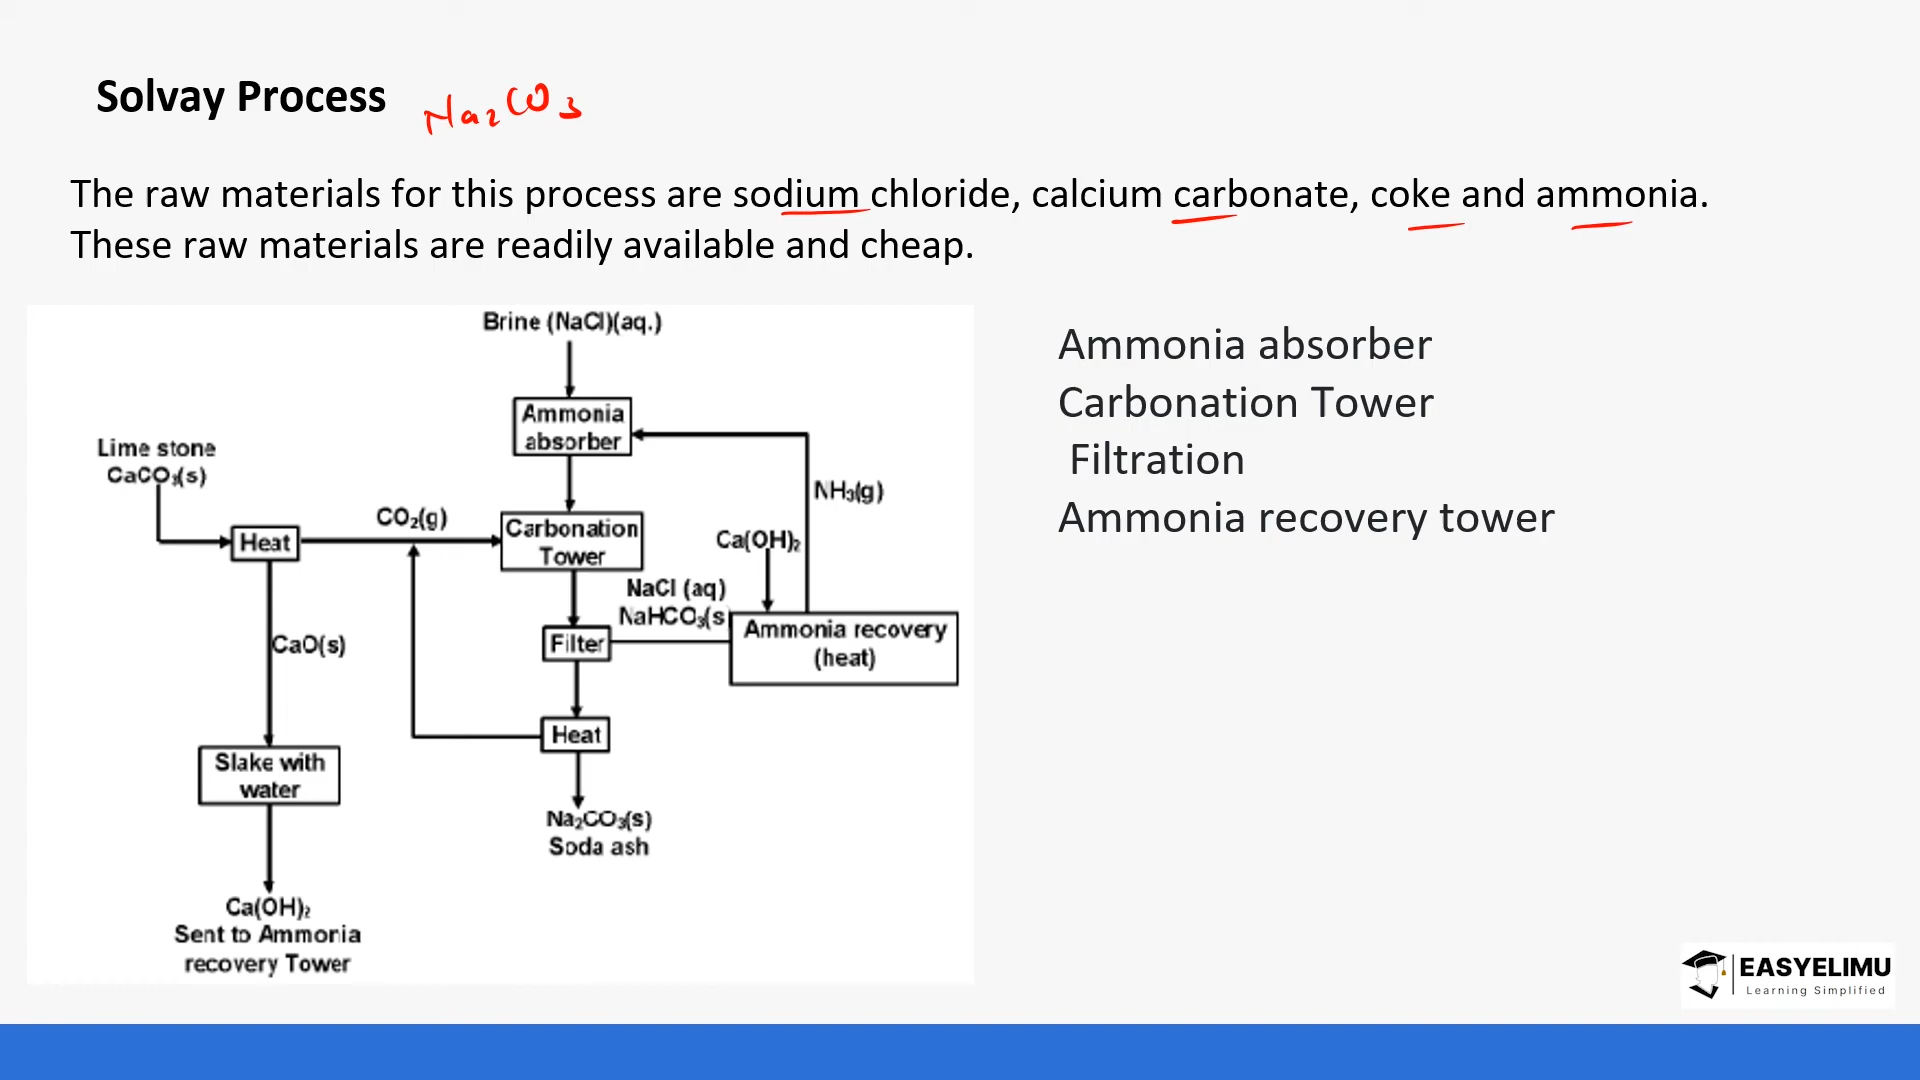 Solvay Process Na₂CO₃
The raw materials for this process are sodium chloride, calcium carbonate, coke and ammonia.
These raw materials are readily available and cheap.
Brine (NaCl)(aq.)
Ammonia
absorber
Lime stone
CaCO₃(s)
Heat
CO₂(g)
Carbonation
Tower
NH₃(g)
Ca(OH)₂
NaCl (aq)
NaHCO₃(s
Filter
Ammonia recovery
(heat)
CaO(s)
Heat
Slake with
water
Na₂CO₃(s)
Soda ash
Ca(OH)₂
Sent to Ammonia
recovery Tower
Ammonia absorber
Carbonation Tower
Filtration
Ammonia recovery tower
EASYELIMU
Learning Simplified